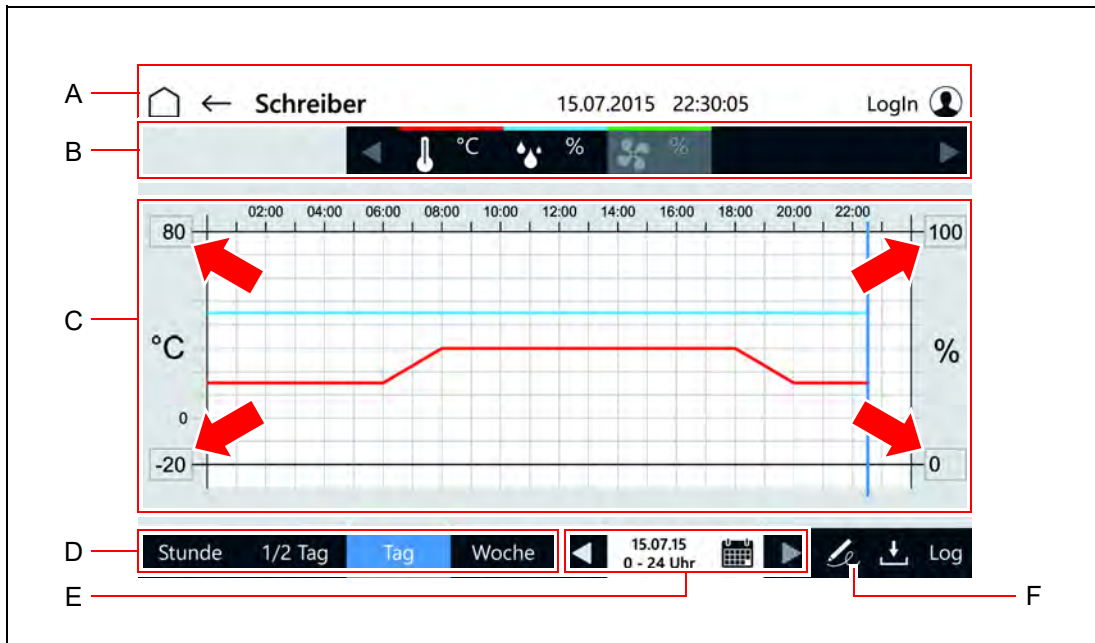 A
Schreiber 15.07.2015 22:30:05 LogIn
B
°C % %
02:00 04:00 06:00 08:00 10:00 12:00 14:00 16:00 18:00 20:00 22:00
80 100
C
°C %
0
-20 0
D
Stunde 1/2 Tag Tag Woche 15.07.15 Log
0 - 24 Uhr
E F